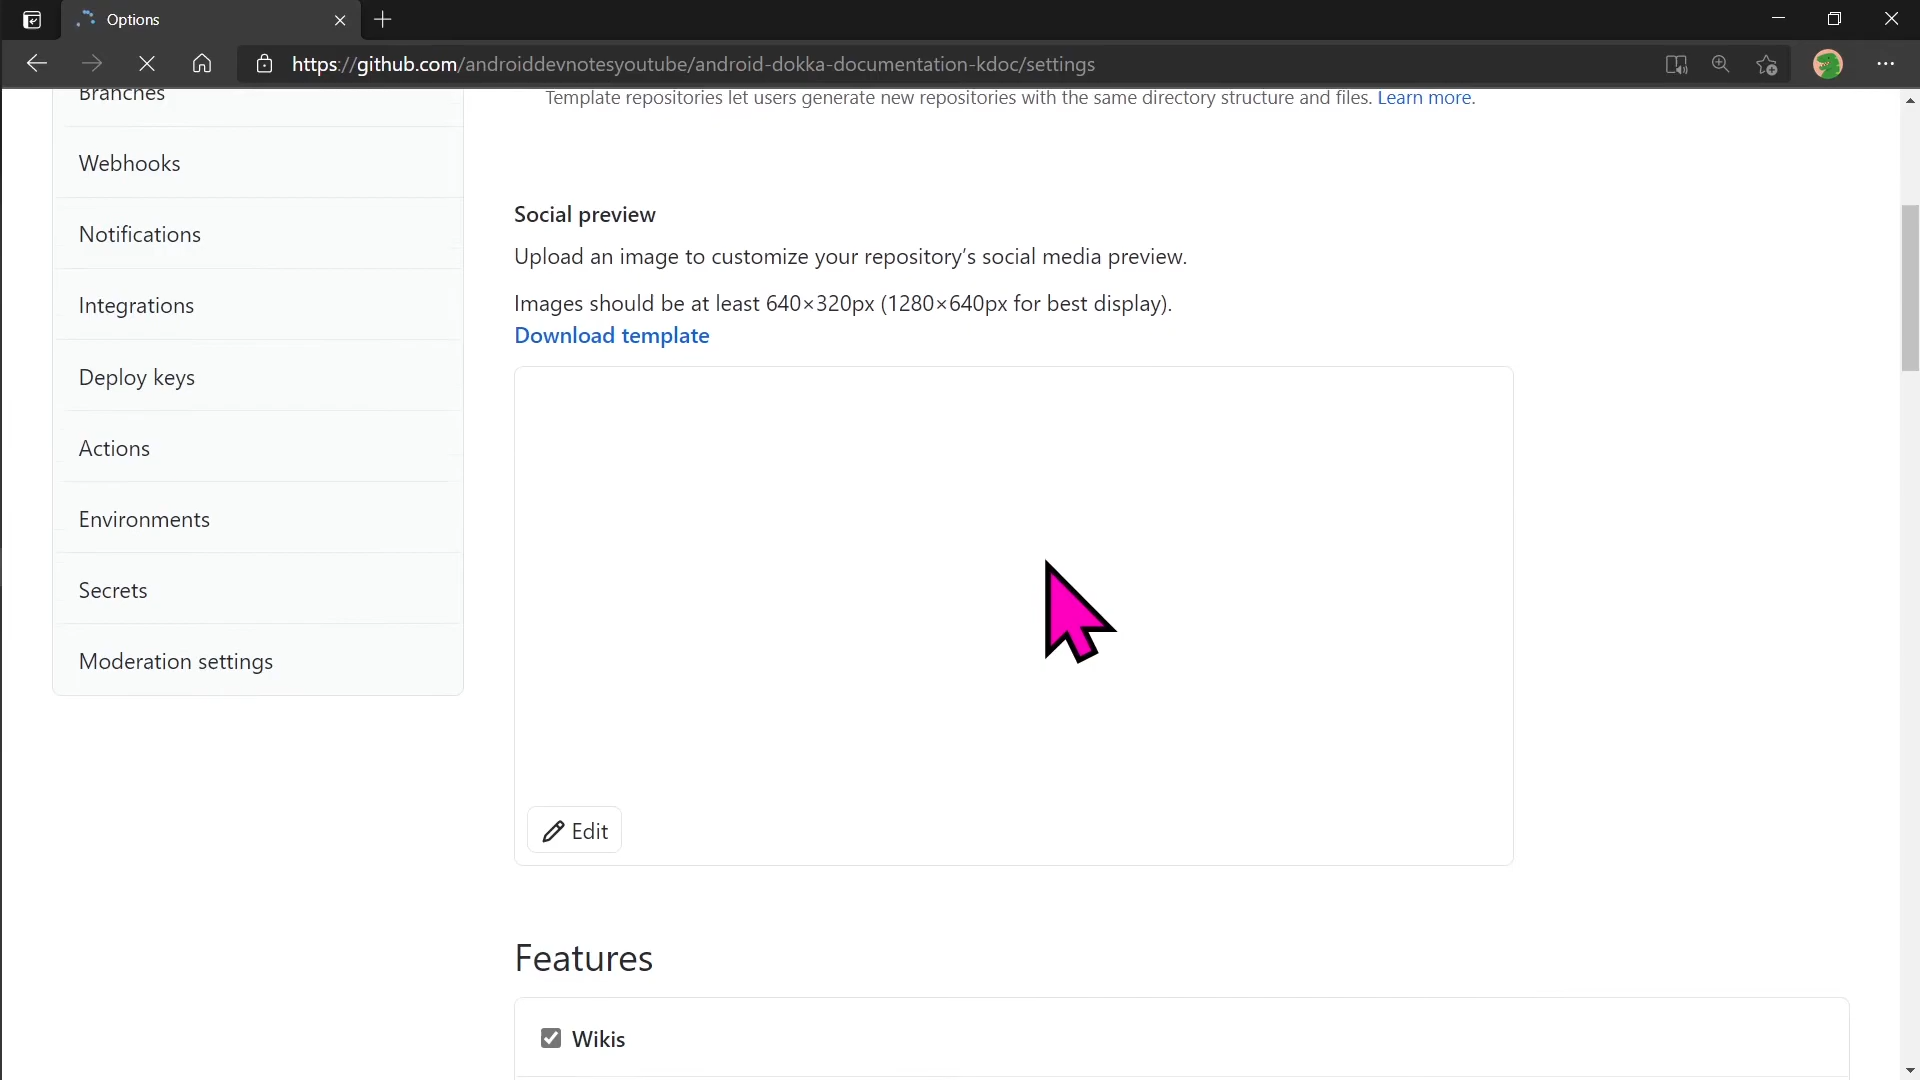 Options
https://github.com/androiddevnotesyoutube/android-dokka-documentation-kdoc/settings
Branches
Webhooks
Notifications
Integrations
Deploy keys
Actions
Environments
Secrets
Moderation settings
Template repositories let users generate new repositories with the same directory structure and files. Learn more.
Social preview
Upload an image to customize your repository’s social media preview.
Images should be at least 640×320px (1280×640px for best display).
Download template
Edit
Features
Wikis